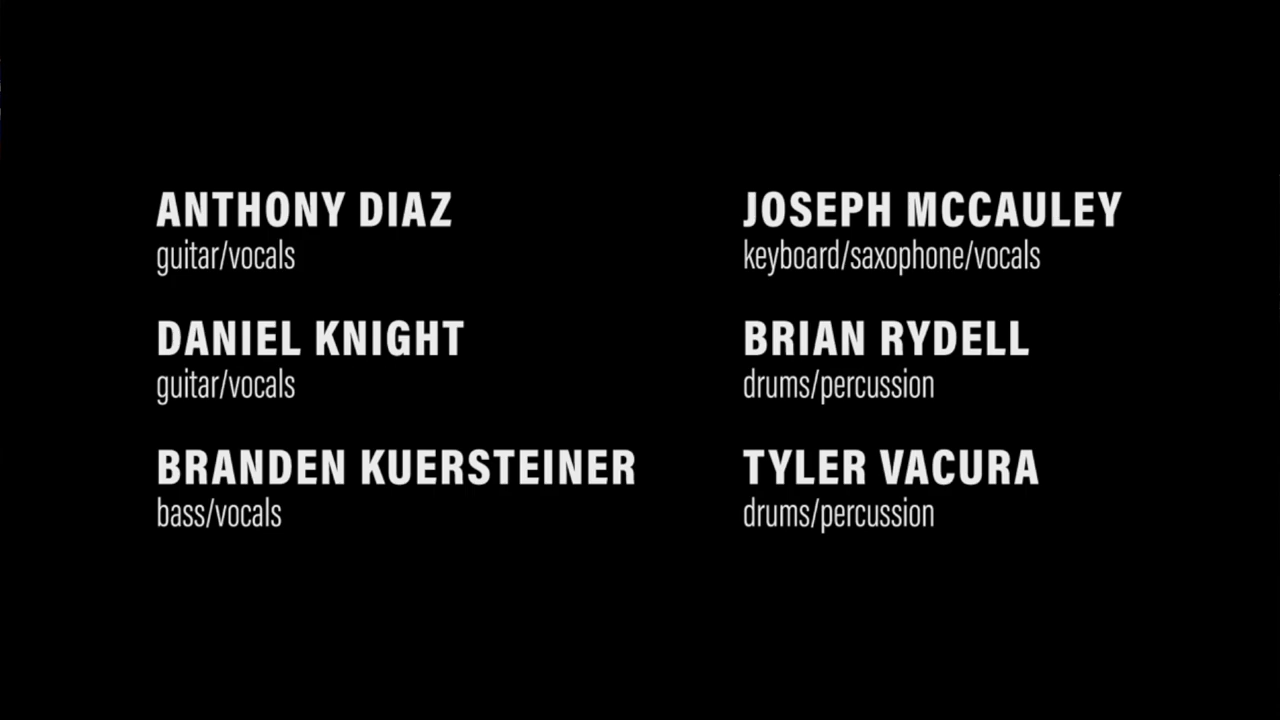 ANTHONY DIAZ
guitar/vocals
DANIEL KNIGHT
guitar/vocals
BRANDEN KUERSTEINER
bass/vocals
JOSEPH MCCAULEY
keyboard/saxophone/vocals
BRIAN RYDELL
drums/percussion
TYLER VACURA
drums/percussion